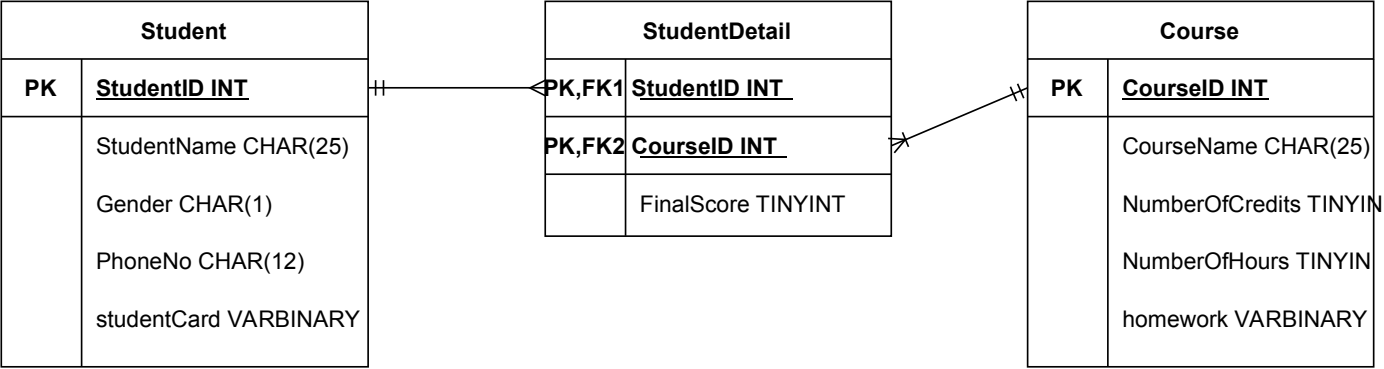 Student
PK StudentID INT
StudentName CHAR(25)
Gender CHAR(1)
PhoneNo CHAR(12)
studentCard VARBINARY
StudentDetail
PK,FK1 StudentID INT
PK,FK2 CourseID INT
FinalScore TINYINT
Course
PK CourseID INT
CourseName CHAR(25)
NumberOfCredits TINYIN
NumberOfHours TINYIN
homework VARBINARY